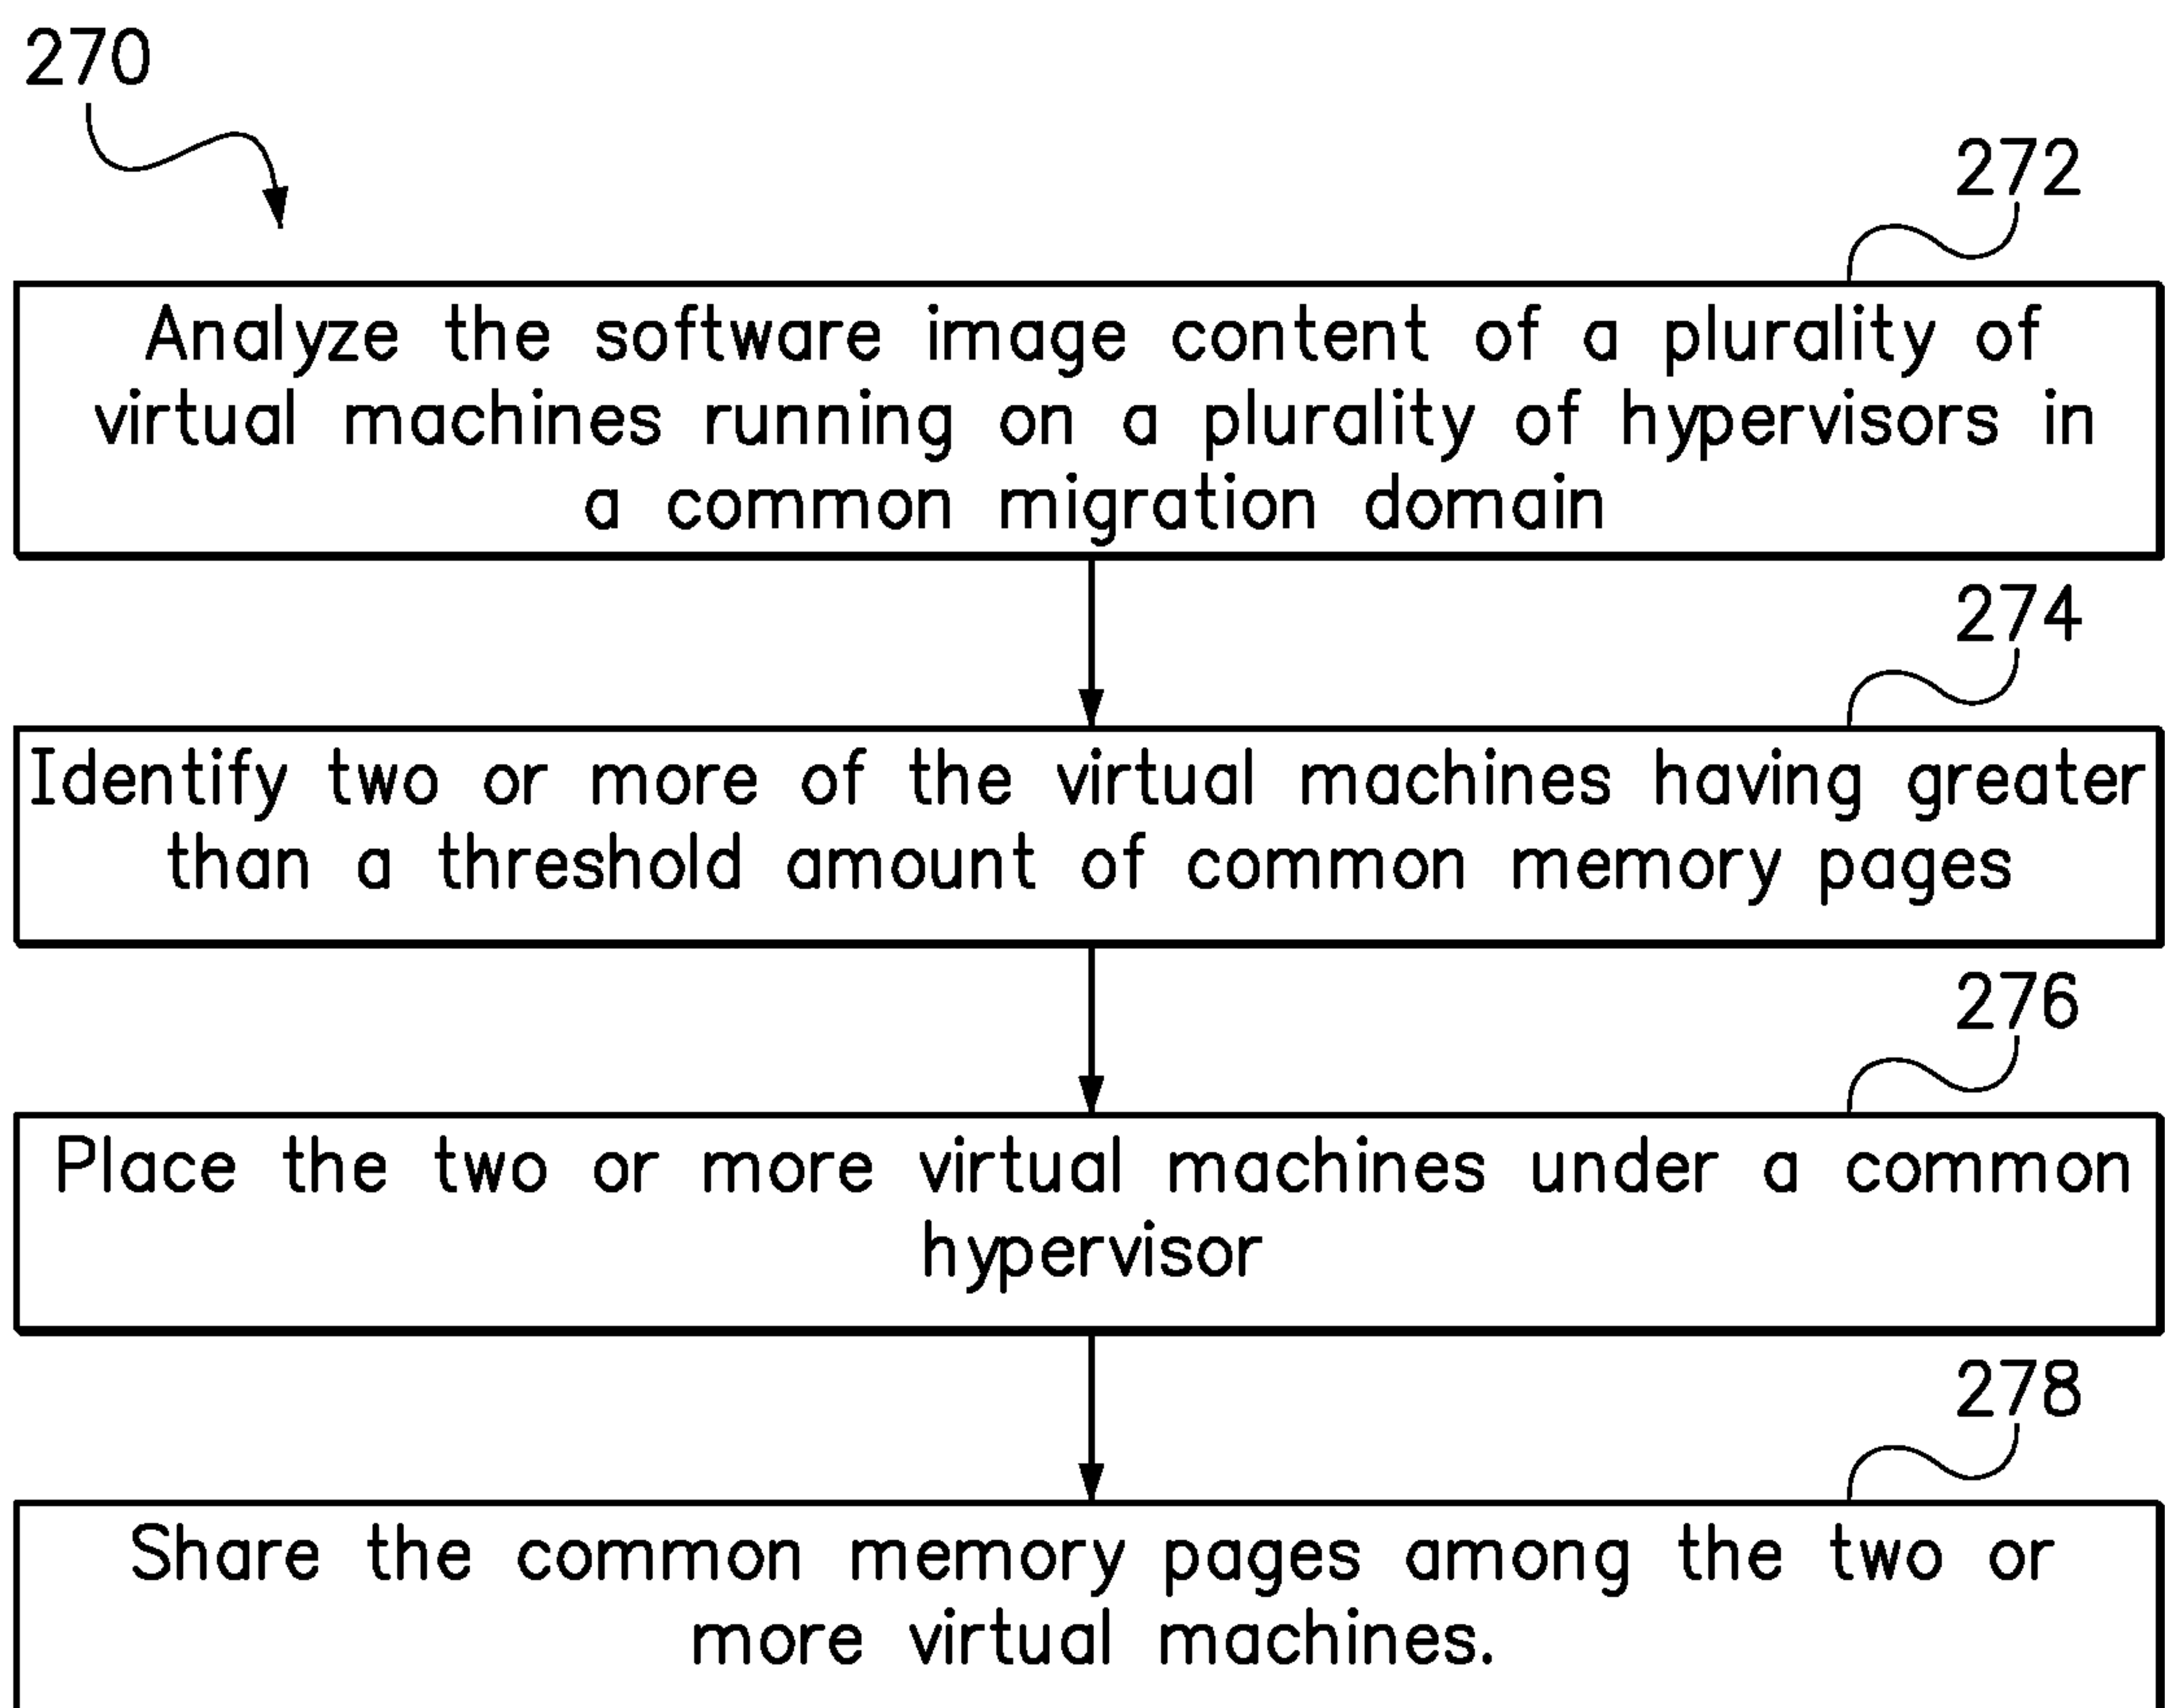 270
272
Analyze the software image content of a plurality of
virtual machines running on a plurality of hypervisors in
a common migration domain
274
Identify two or more of the virtual machines having greater
than a threshold amount of common memory pages
276
Place the two or more virtual machines under a common
hypervisor
278
Share the common memory pages among the two or
more virtual machines.